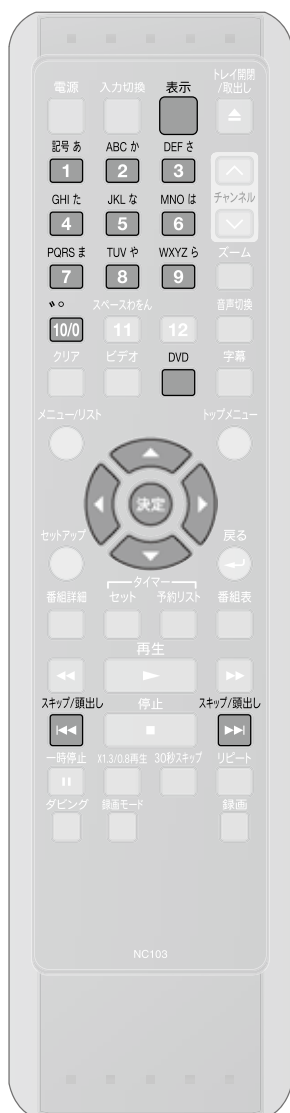 電源 入力切換 表示 トレイ開閉
/取出し
記号 あ ABC か DEF さ
1 2 3
GHI た JKL な MNO は チャンネル
4 5 6
PQRS ま TUV や WXYZ ら ズーム
7 8 9
゛゜ スペースわをん 音声切換
10/0 11 12
クリア ビデオ DVD 字幕
メニュー/リスト トップメニュー
決定
セットアップ 戻る
タイマー
番組詳細 セット 予約リスト 番組表
再生
スキップ/頭出し 停止 スキップ/頭出し
一時停止 X1.3/0.8再生 30秒スキップ リピート
ダビング 録画モード 録画
NC103